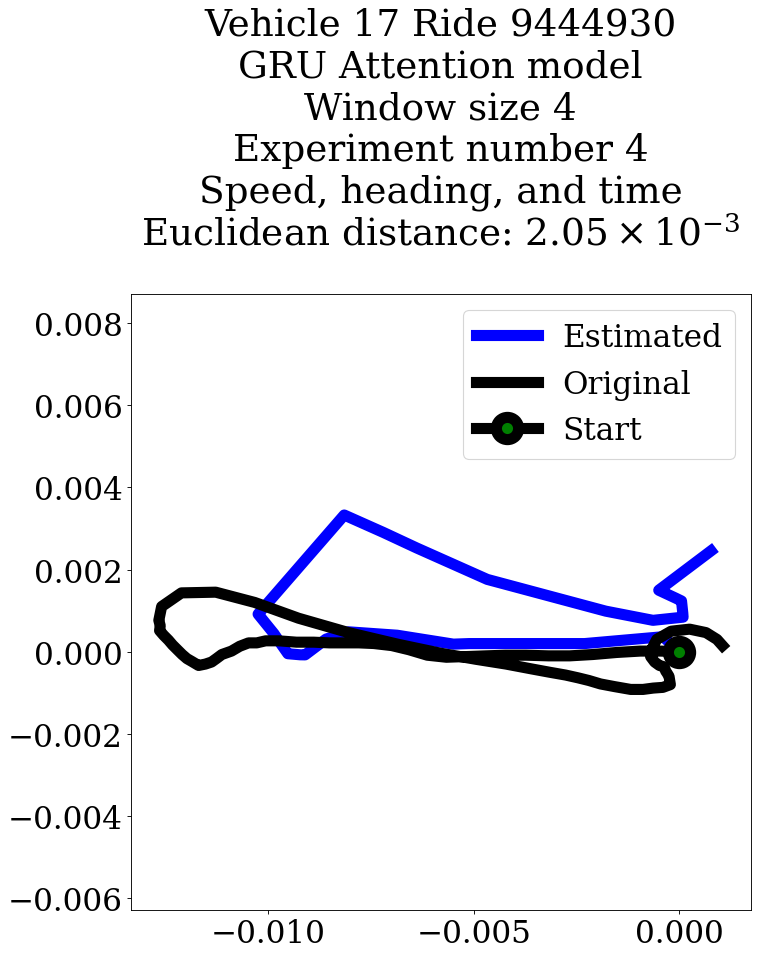 Vehicle 17 Ride 9444930
GRU Attention model
Window size 4
Experiment number 4
Speed, heading, and time
Euclidean distance: 2.05 × 10⁻³
Estimated
Original
Start
0.008
0.006
0.004
0.002
0.000
−0.002
−0.004
−0.006
−0.010 −0.005 0.000